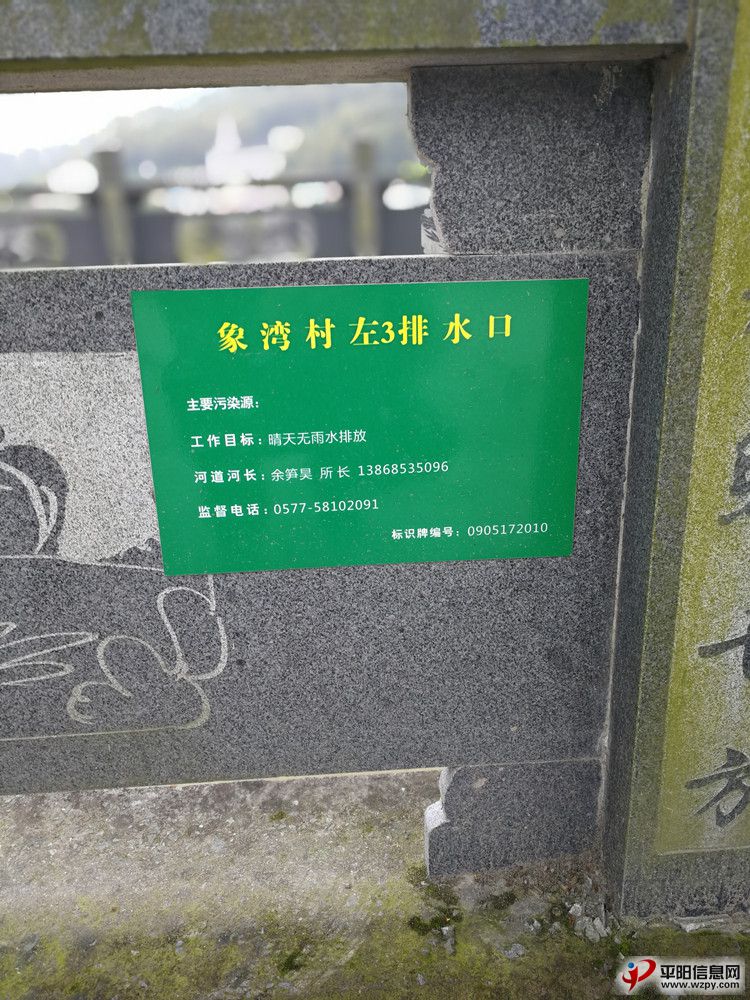 象湾村左3排水口
主要污染源:
工作目标: 晴天无雨水排放
河道河长: 余笋昊 所长 13868535096
监督电话: 0577-58102091
标识牌编号: 0905172010
方
平阳信息网
www.wzpy.com